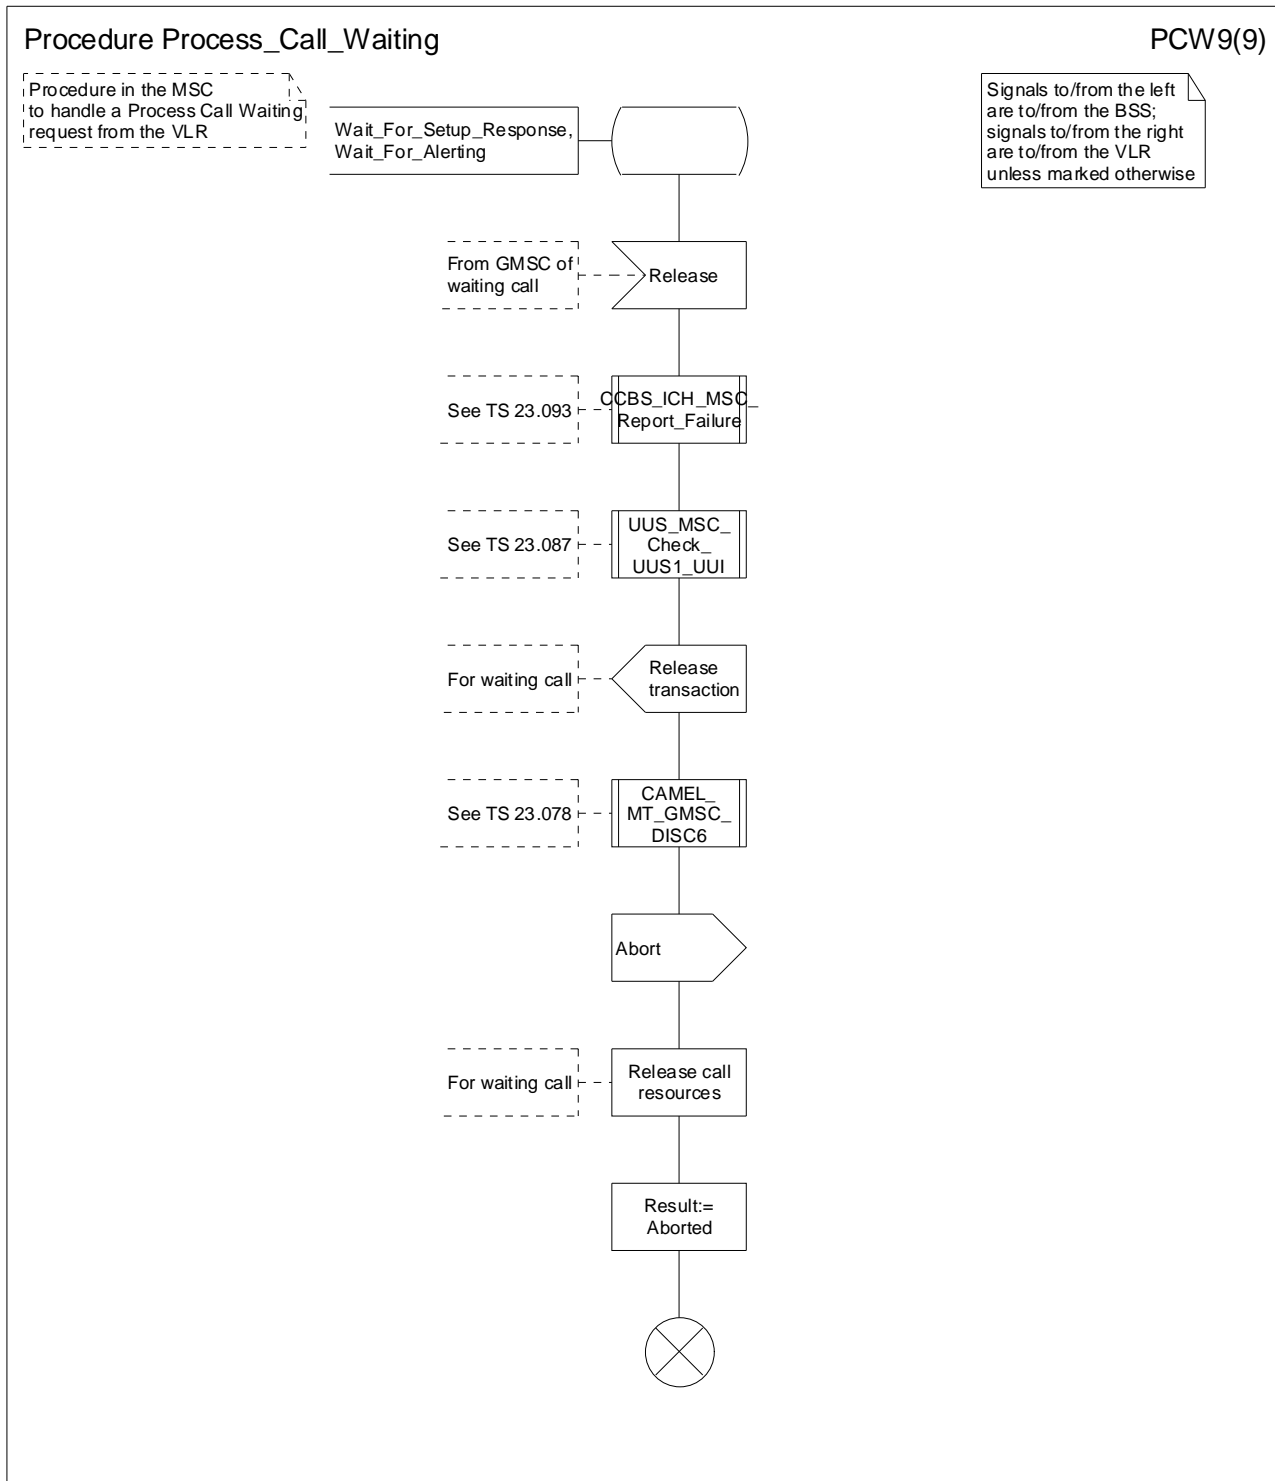 Procedure Process_Call_Waiting
PCW9(9)
Procedure in the MSC
to handle a Process Call Waiting
request from the VLR
Signals to/from the left
are to/from the BSS;
signals to/from the right
are to/from the VLR
unless marked otherwise
Wait_For_Setup_Response,
Wait_For_Alerting
From GMSC of
waiting call
Release
See TS 23.093
CCBS_ICH_MSC_
Report_Failure
See TS 23.087
UUS_MSC_
Check_
UUS1_UUI
For waiting call
Release
transaction
See TS 23.078
CAMEL_
MT_GMSC_
DISC6
Abort
For waiting call
Release call
resources
Result:=
Aborted